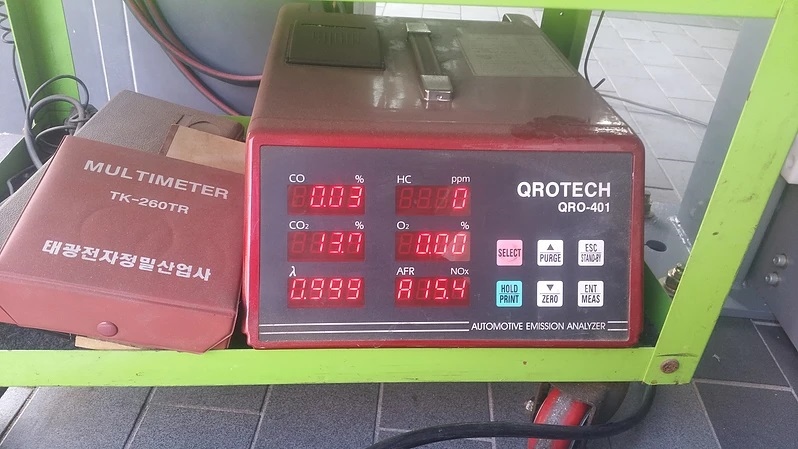 MULTIMETER
TK-260TR
태광전자정밀산업사
CO %
0.03
HC ppm
0
CO₂ %
13.7
O₂ %
0.00
λ
0.999
AFR NOx
A15.4
QROTECH
QRO-401
SELECT
▲
PURGE
ESC
STAND-BY
HOLD
PRINT
▼
ZERO
ENT
MEAS
AUTOMOTIVE EMISSION ANALYZER